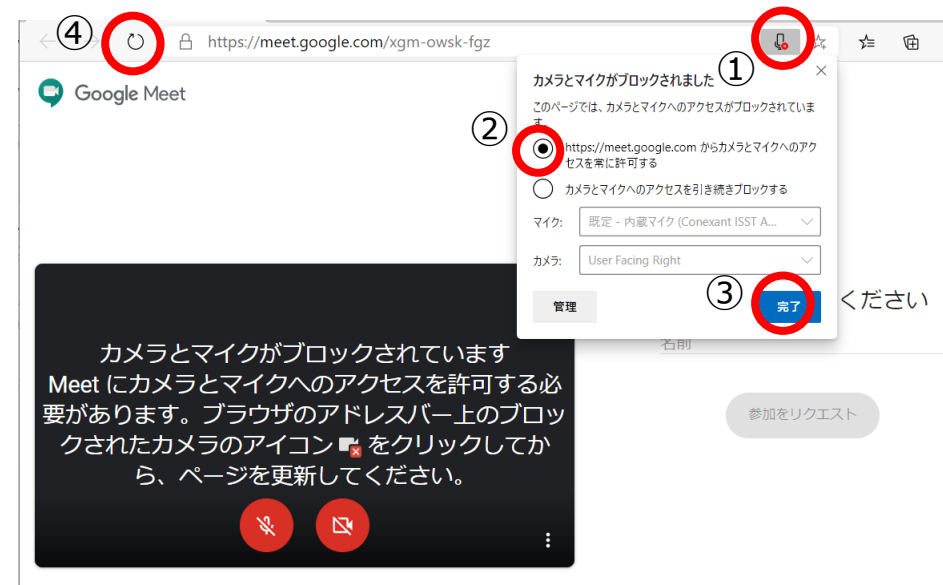 ④
https://meet.google.com/xgm-owsk-fgz
①
Google Meet
カメラとマイクがブロックされました
このページでは、カメラとマイクへのアクセスがブロックされていま
す。
②
https://meet.google.com からカメラとマイクへのアク
セスを常に許可する
カメラとマイクへのアクセスを引き続きブロックする
マイク:
既定 - 内蔵マイク (Conexant ISST A...
カメラ:
User Facing Right
管理
③
完了
ください
名前
参加をリクエスト
カメラとマイクがブロックされています
Meet にカメラとマイクへのアクセスを許可する必
要があります。ブラウザのアドレスバー上のブロッ
クされたカメラのアイコン をクリックしてか
ら、ページを更新してください。